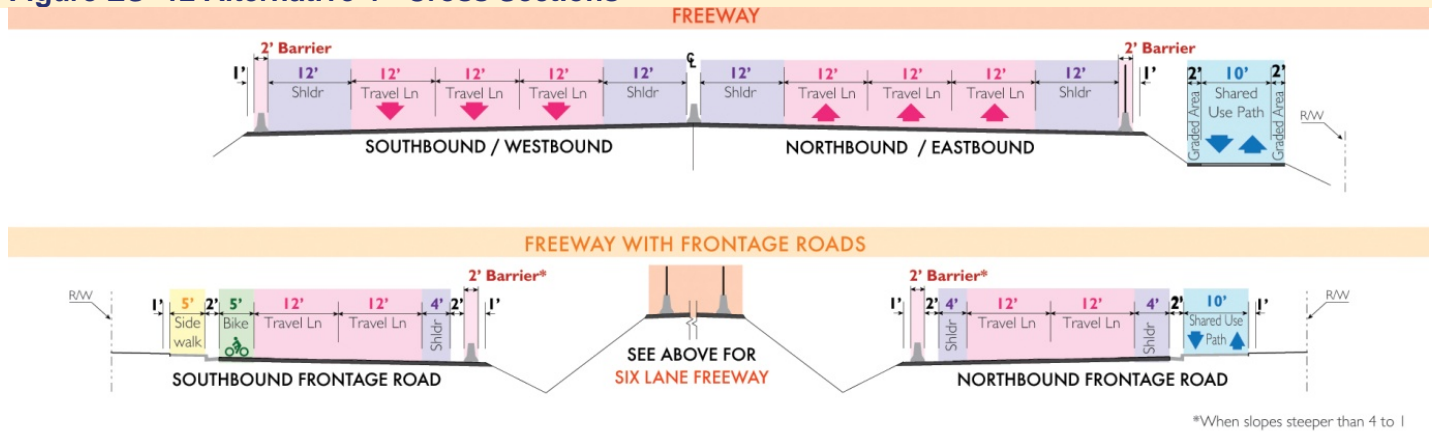 FREEWAY
2' Barrier
2' Barrier
1' 12' 12' 12' 12' 12' ℄ 12' 12' 12' 12' 12' 1' 2' 10' 2'
Shldr Travel Ln Travel Ln Travel Ln Shldr Shldr Travel Ln Travel Ln Travel Ln Shldr Graded Area Shared Use Path Graded Area
R/W
SOUTHBOUND / WESTBOUND
NORTHBOUND / EASTBOUND
FREEWAY WITH FRONTAGE ROADS
2' Barrier*
2' Barrier*
R/W 1' 5' 2' 5' 12' 12' 4' 2' 1'
Side walk Bike Travel Ln Travel Ln Shldr
SOUTHBOUND FRONTAGE ROAD
SEE ABOVE FOR
SIX LANE FREEWAY
1' 2' 4' 12' 12' 4' 2' 10' 1' R/W
Shldr Travel Ln Travel Ln Shldr Shared Use Path
NORTHBOUND FRONTAGE ROAD
*When slopes steeper than 4 to 1